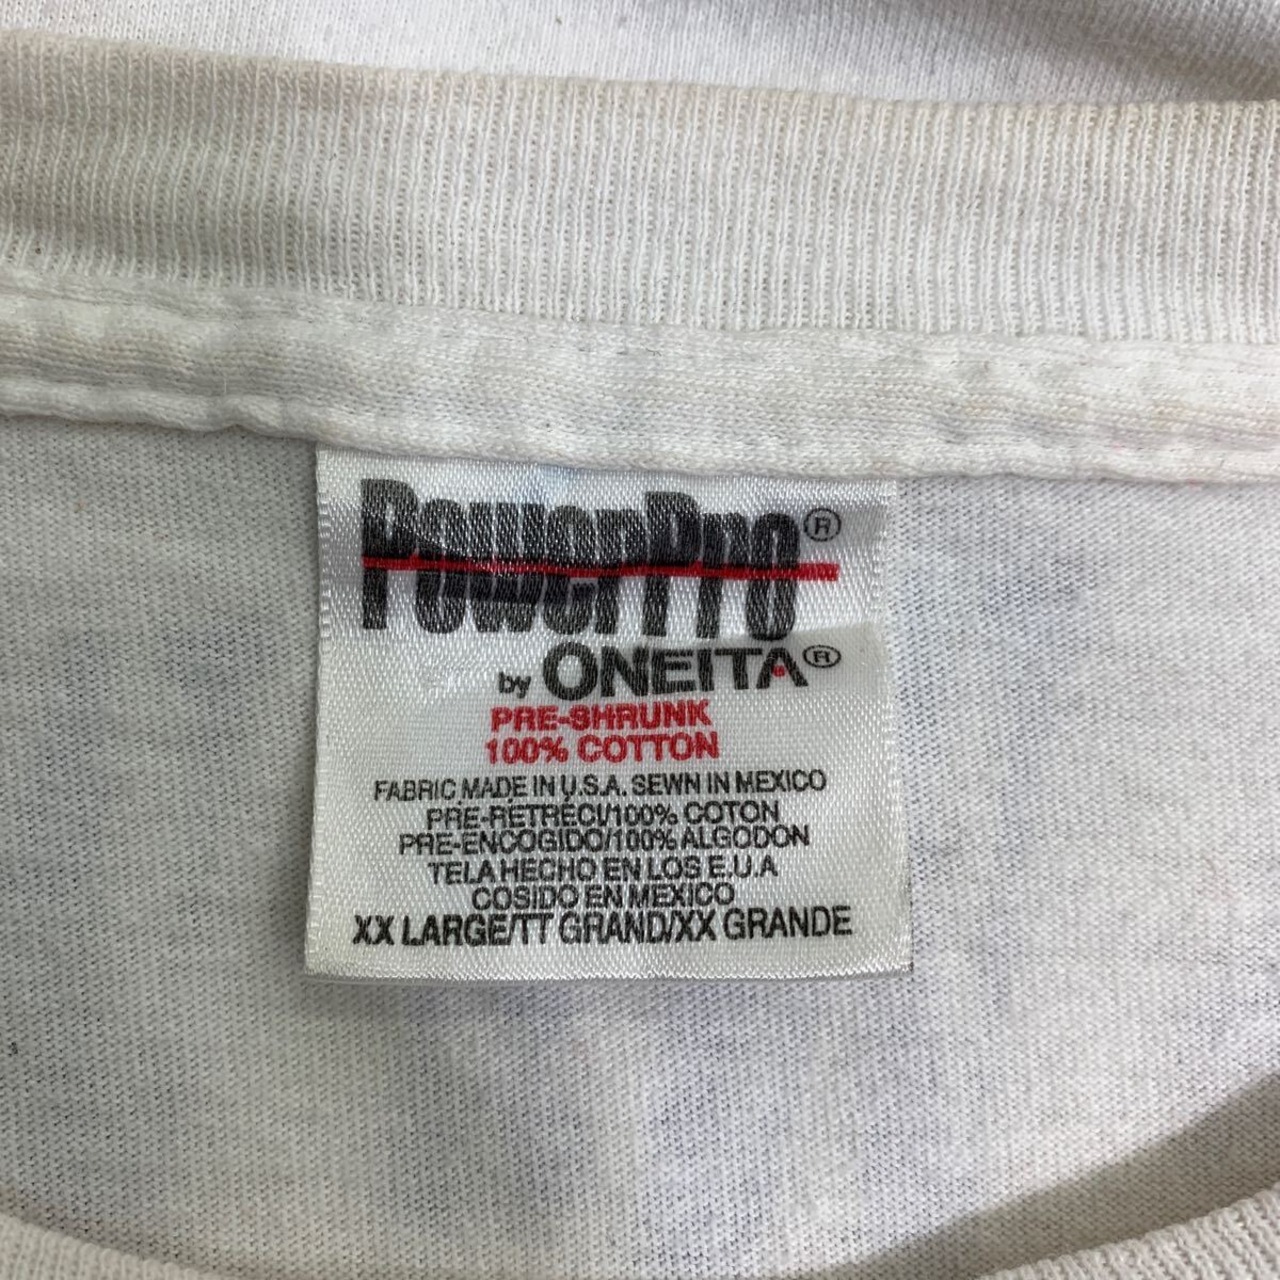 PowerPro®
by ONEITA®
PRE-SHRUNK
100% COTTON
FABRIC MADE IN U.S.A. SEWN IN MEXICO
PRE-RÉTRÉCI/100% COTON
PRE-ENCOGIDO/100% ALGODON
TELA HECHO EN LOS E.U.A
COSIDO EN MEXICO
XX LARGE/TT GRAND/XX GRANDE